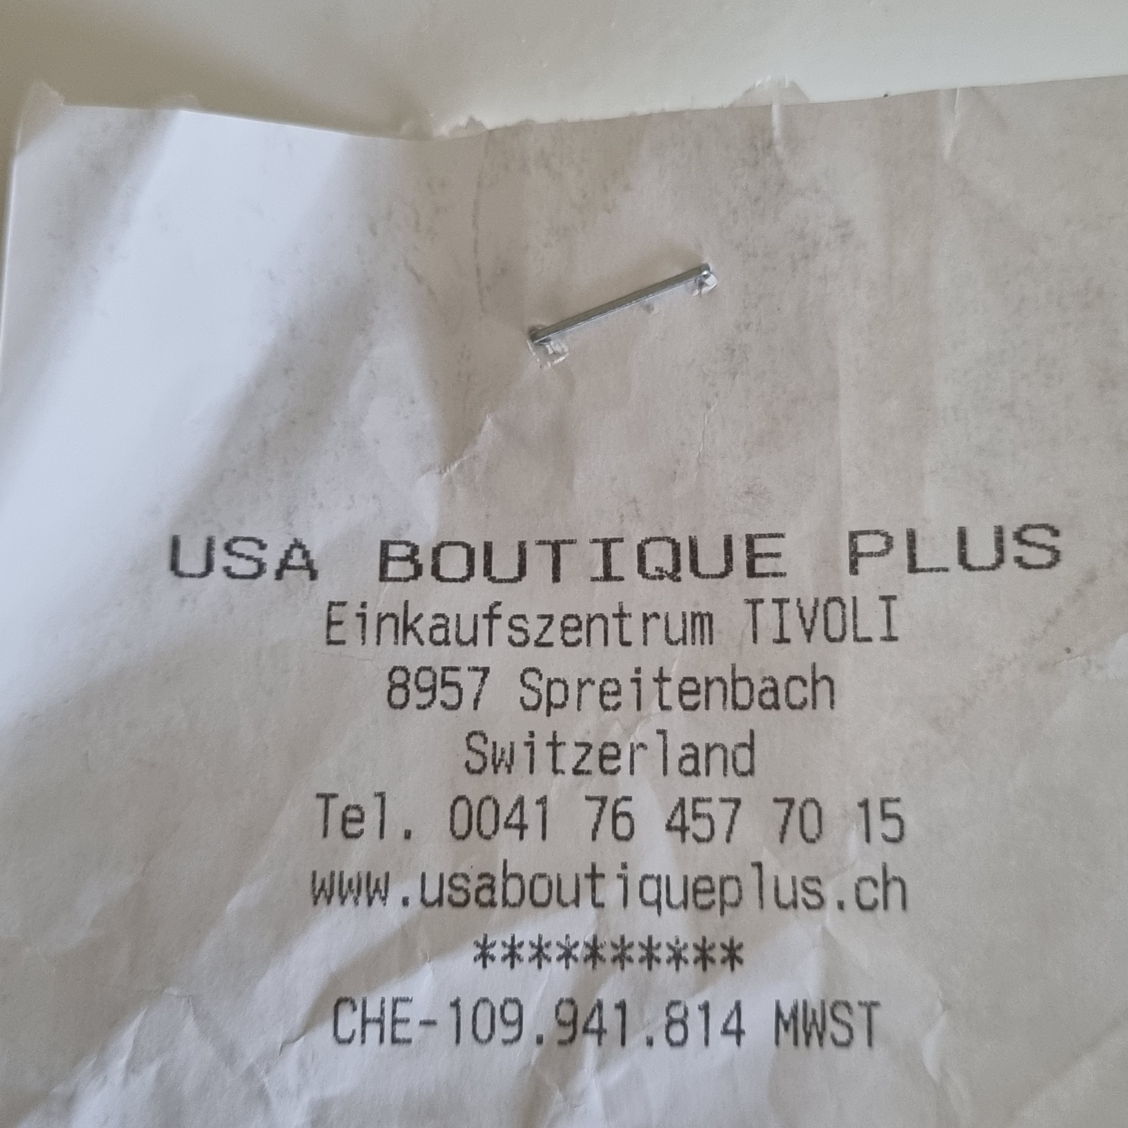 USA BOUTIQUE PLUS
Einkaufszentrum TIVOLI
8957 Spreitenbach
Switzerland
Tel. 0041 76 457 70 15
www.usaboutiqueplus.ch
**********
CHE-109.941.814 MWST